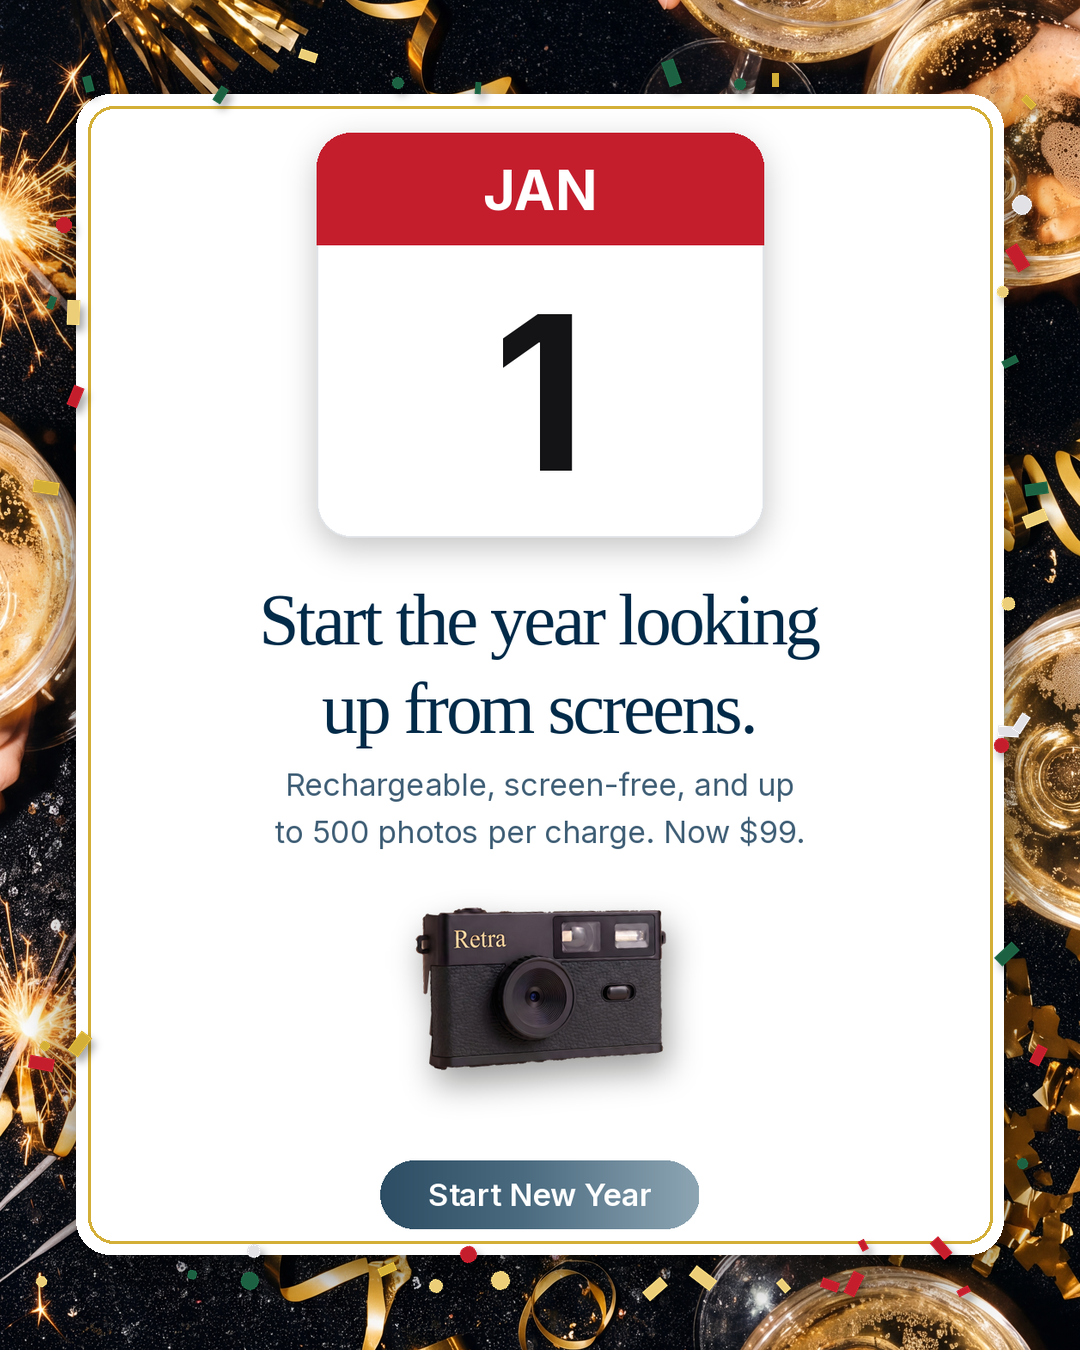 JAN
1
Start the year looking
up from screens.
Rechargeable, screen-free, and up
to 500 photos per charge. Now $99.
Retra
Start New Year